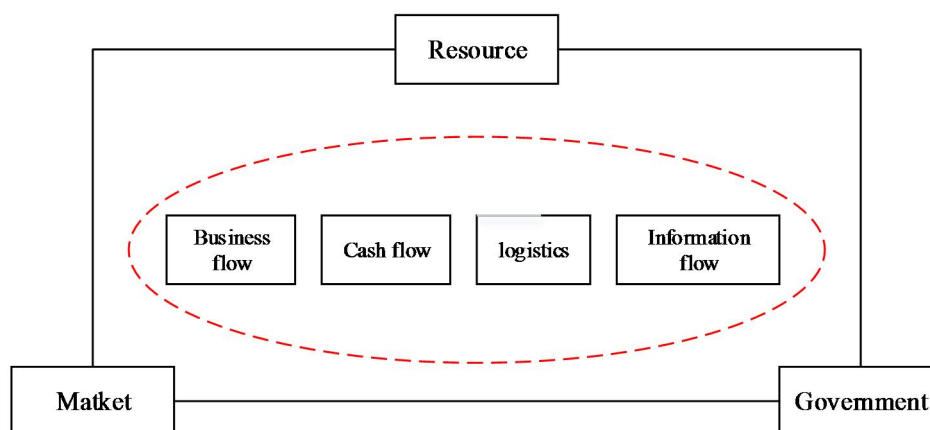 Resource
Business
flow
Cash flow
logistics
Information
flow
Matket
Government